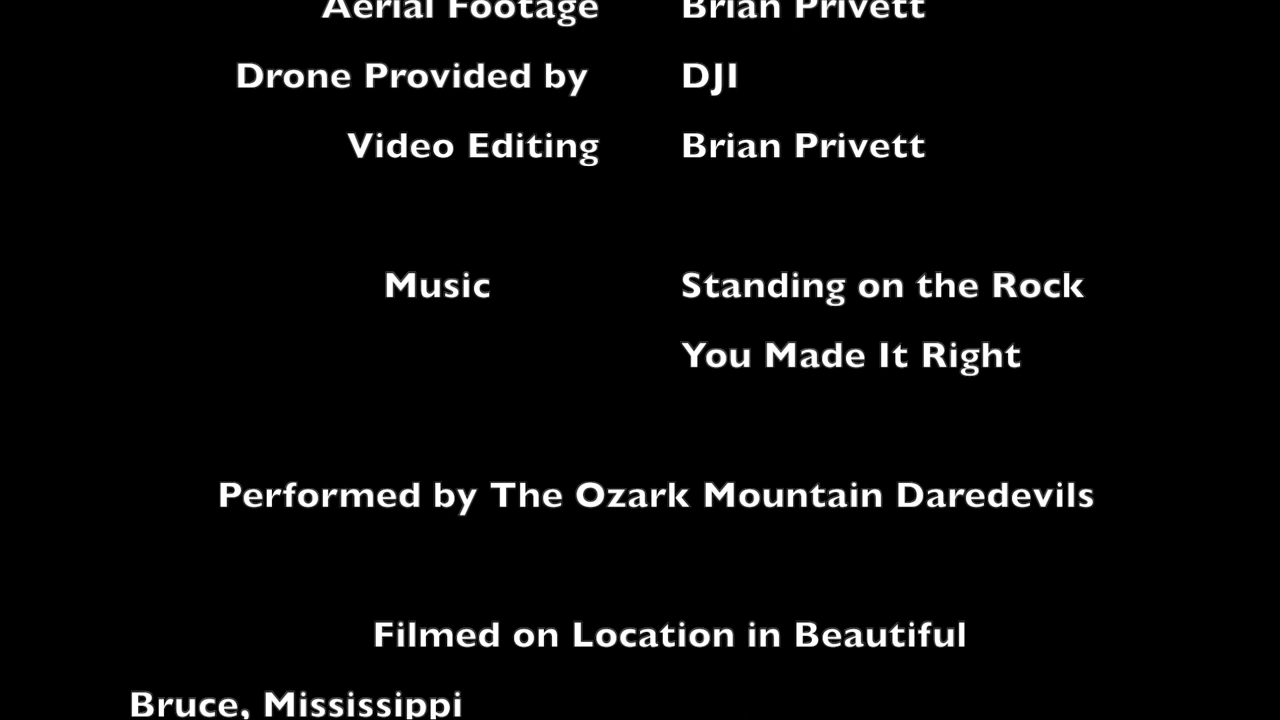 Aerial Footage Brian Privett
Drone Provided by DJI
Video Editing Brian Privett
Music Standing on the Rock
You Made It Right
Performed by The Ozark Mountain Daredevils
Filmed on Location in Beautiful
Bruce, Mississippi